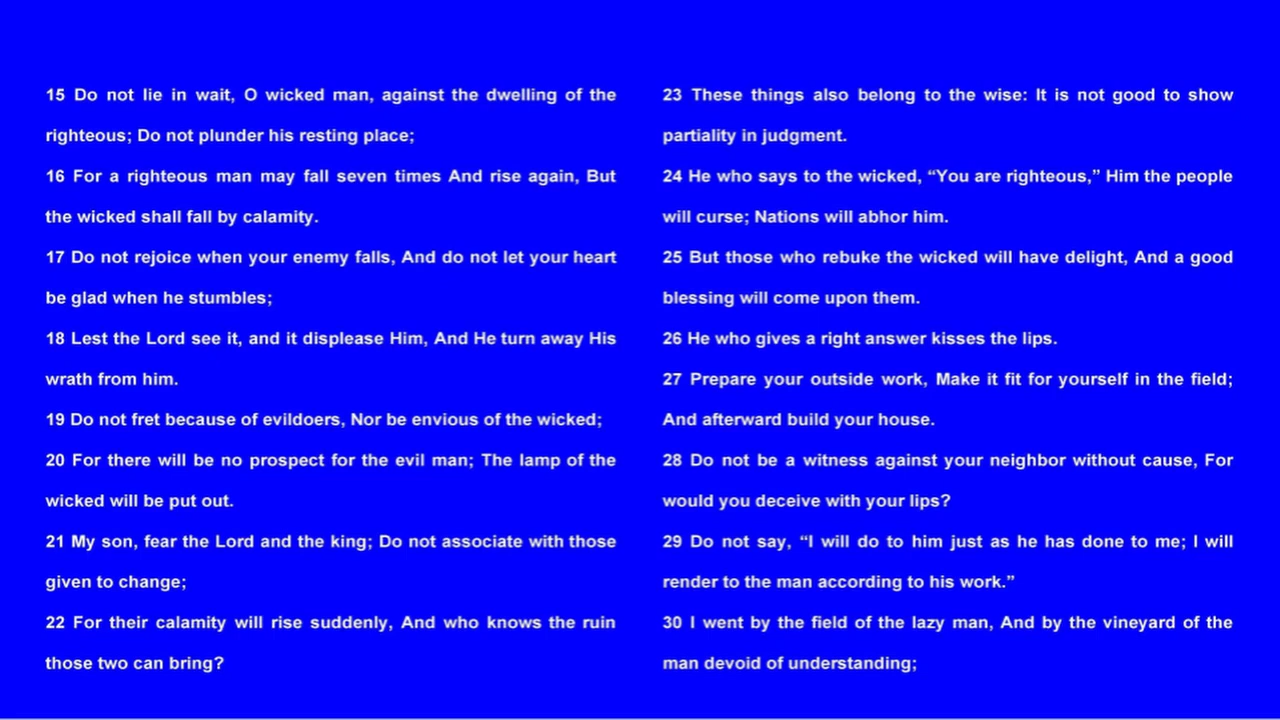 15 Do not lie in wait, O wicked man, against the dwelling of the
righteous; Do not plunder his resting place;
16 For a righteous man may fall seven times And rise again, But
the wicked shall fall by calamity.
17 Do not rejoice when your enemy falls, And do not let your heart
be glad when he stumbles;
18 Lest the Lord see it, and it displease Him, And He turn away His
wrath from him.
19 Do not fret because of evildoers, Nor be envious of the wicked;
20 For there will be no prospect for the evil man; The lamp of the
wicked will be put out.
21 My son, fear the Lord and the king; Do not associate with those
given to change;
22 For their calamity will rise suddenly, And who knows the ruin
those two can bring?
23 These things also belong to the wise: It is not good to show
partiality in judgment.
24 He who says to the wicked, “You are righteous,” Him the people
will curse; Nations will abhor him.
25 But those who rebuke the wicked will have delight, And a good
blessing will come upon them.
26 He who gives a right answer kisses the lips.
27 Prepare your outside work, Make it fit for yourself in the field;
And afterward build your house.
28 Do not be a witness against your neighbor without cause, For
would you deceive with your lips?
29 Do not say, “I will do to him just as he has done to me; I will
render to the man according to his work.”
30 I went by the field of the lazy man, And by the vineyard of the
man devoid of understanding;